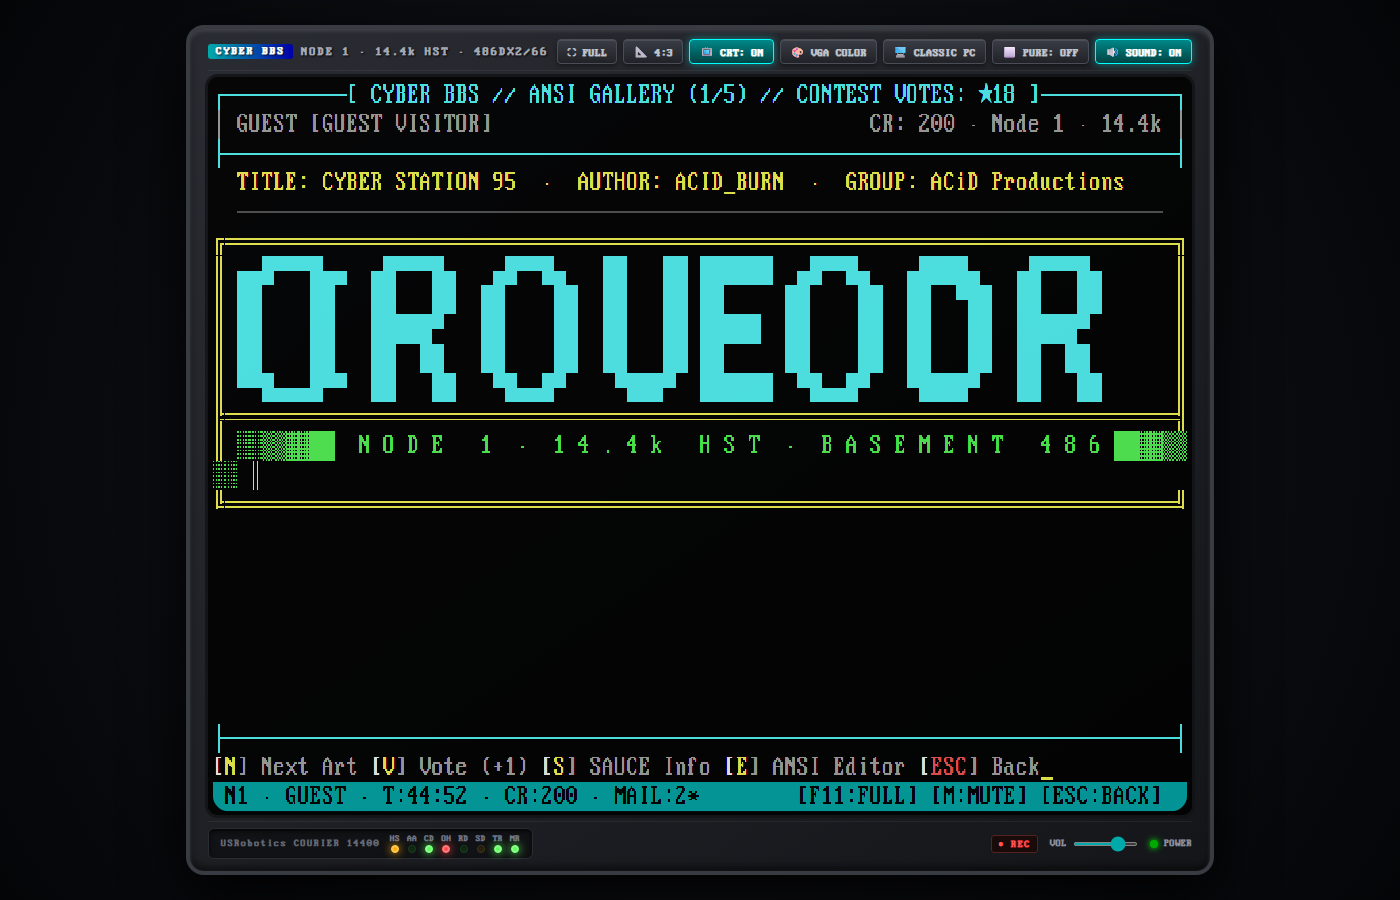 CYBER BBS NODE 1 · 14.4k HST · 486DX2/66 FULL 4:3 CRT: ON VGA COLOR CLASSIC PC PURE: OFF SOUND: ON
[ CYBER BBS // ANSI GALLERY (1/5) // CONTEST VOTES: ★18 ]
GUEST [GUEST VISITOR] CR: 200 · Node 1 · 14.4k
TITLE: CYBER STATION 95 · AUTHOR: ACID_BURN · GROUP: ACiD Productions
OROUEOOR
NODE 1 · 14.4k HST · BASEMENT 486
[N] Next Art [V] Vote (+1) [S] SAUCE Info [E] ANSI Editor [ESC] Back_
N1 · GUEST · T:44:52 · CR:200 · MAIL:2* [F11:FULL] [M:MUTE] [ESC:BACK]
USRobotics COURIER 14400 HS AA CD OH RD SD TR MR REC VOL POWER